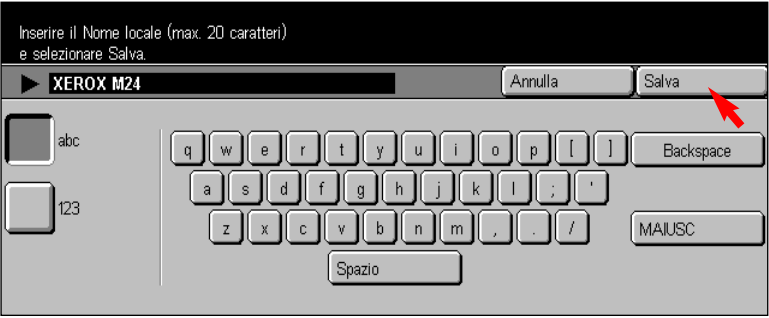 Inserire il Nome locale (max. 20 caratteri)
e selezionare Salva.
XEROX M24
Annulla
Salva
abc
q w e r t y u i o p [ ]
Backspace
a s d f g h j k l ; '
123
z x c v b n m , . /
MAIUSC
Spazio